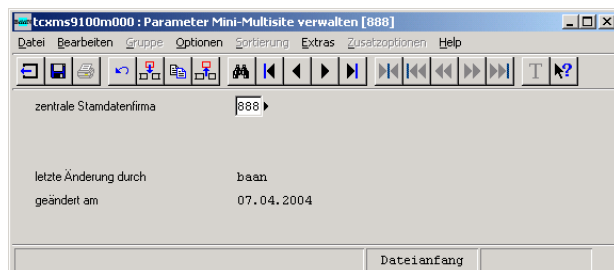 tcxms9100m000 : Parameter Mini-Multisite verwalten [888]
Datei Bearbeiten Gruppe Optionen Sortierung Extras Zusatzoptionen Help
T ?
zentrale Stamdatenfirma 888
letzte Änderung durch baan
geändert am 07.04.2004
Dateianfang